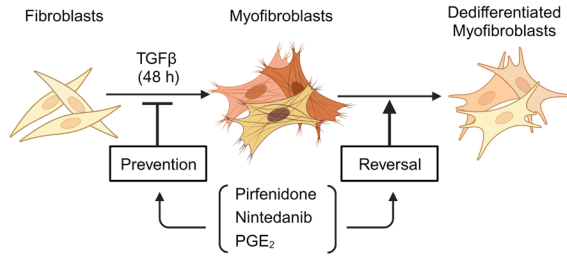 Fibroblasts
Myofibroblasts
Dedifferentiated
Myofibroblasts
TGFβ
(48 h)
Prevention
Reversal
Pirfenidone
Nintedanib
PGE₂